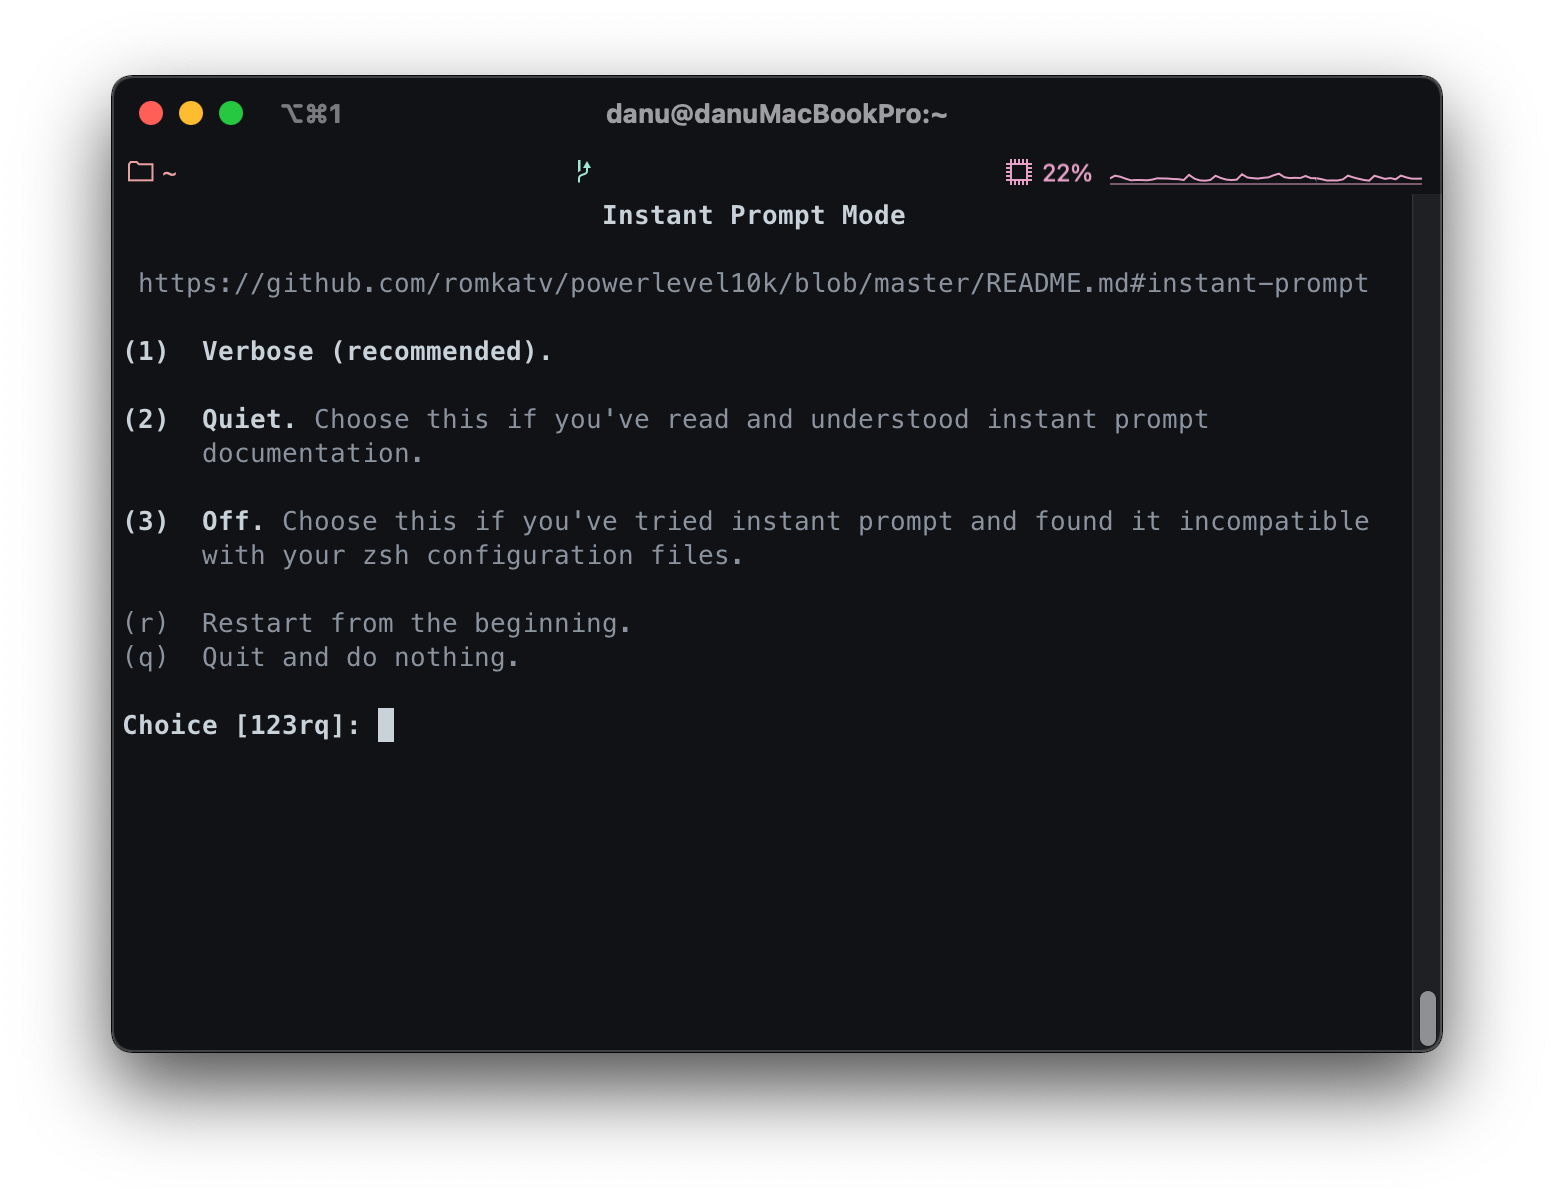 ⌥⌘1 danu@danuMacBookPro:~
~ 22%
Instant Prompt Mode
https://github.com/romkatv/powerlevel10k/blob/master/README.md#instant-prompt
(1) Verbose (recommended).
(2) Quiet. Choose this if you've read and understood instant prompt
documentation.
(3) Off. Choose this if you've tried instant prompt and found it incompatible
with your zsh configuration files.
(r) Restart from the beginning.
(q) Quit and do nothing.
Choice [123rq]: